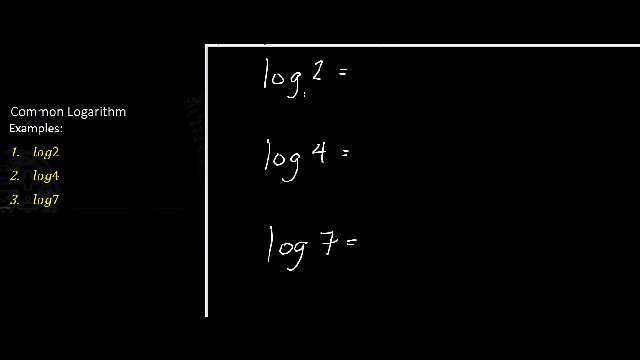 Common Logarithm
Examples:
1. log2
2. log4
3. log7
log 2 =
log 4 =
log 7 =